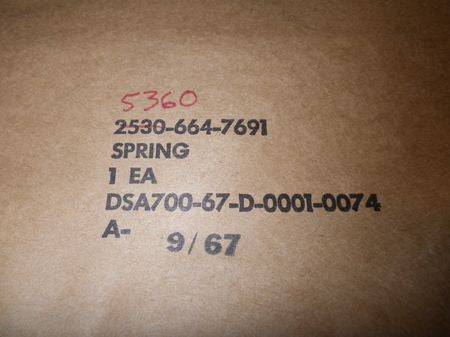 5360
2530-664-7691
SPRING
1 EA
DSA700-67-D-0001-0074
A- 9/67